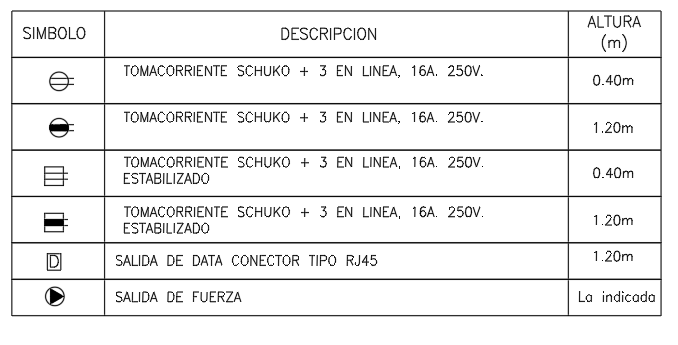 SIMBOLO DESCRIPCION ALTURA
(m)
TOMACORRIENTE SCHUKO + 3 EN LINEA, 16A. 250V. 0.40m
TOMACORRIENTE SCHUKO + 3 EN LINEA, 16A. 250V. 1.20m
TOMACORRIENTE SCHUKO + 3 EN LINEA, 16A. 250V.
ESTABILIZADO 0.40m
TOMACORRIENTE SCHUKO + 3 EN LINEA, 16A. 250V.
ESTABILIZADO 1.20m
D SALIDA DE DATA CONECTOR TIPO RJ45 1.20m
SALIDA DE FUERZA La indicada